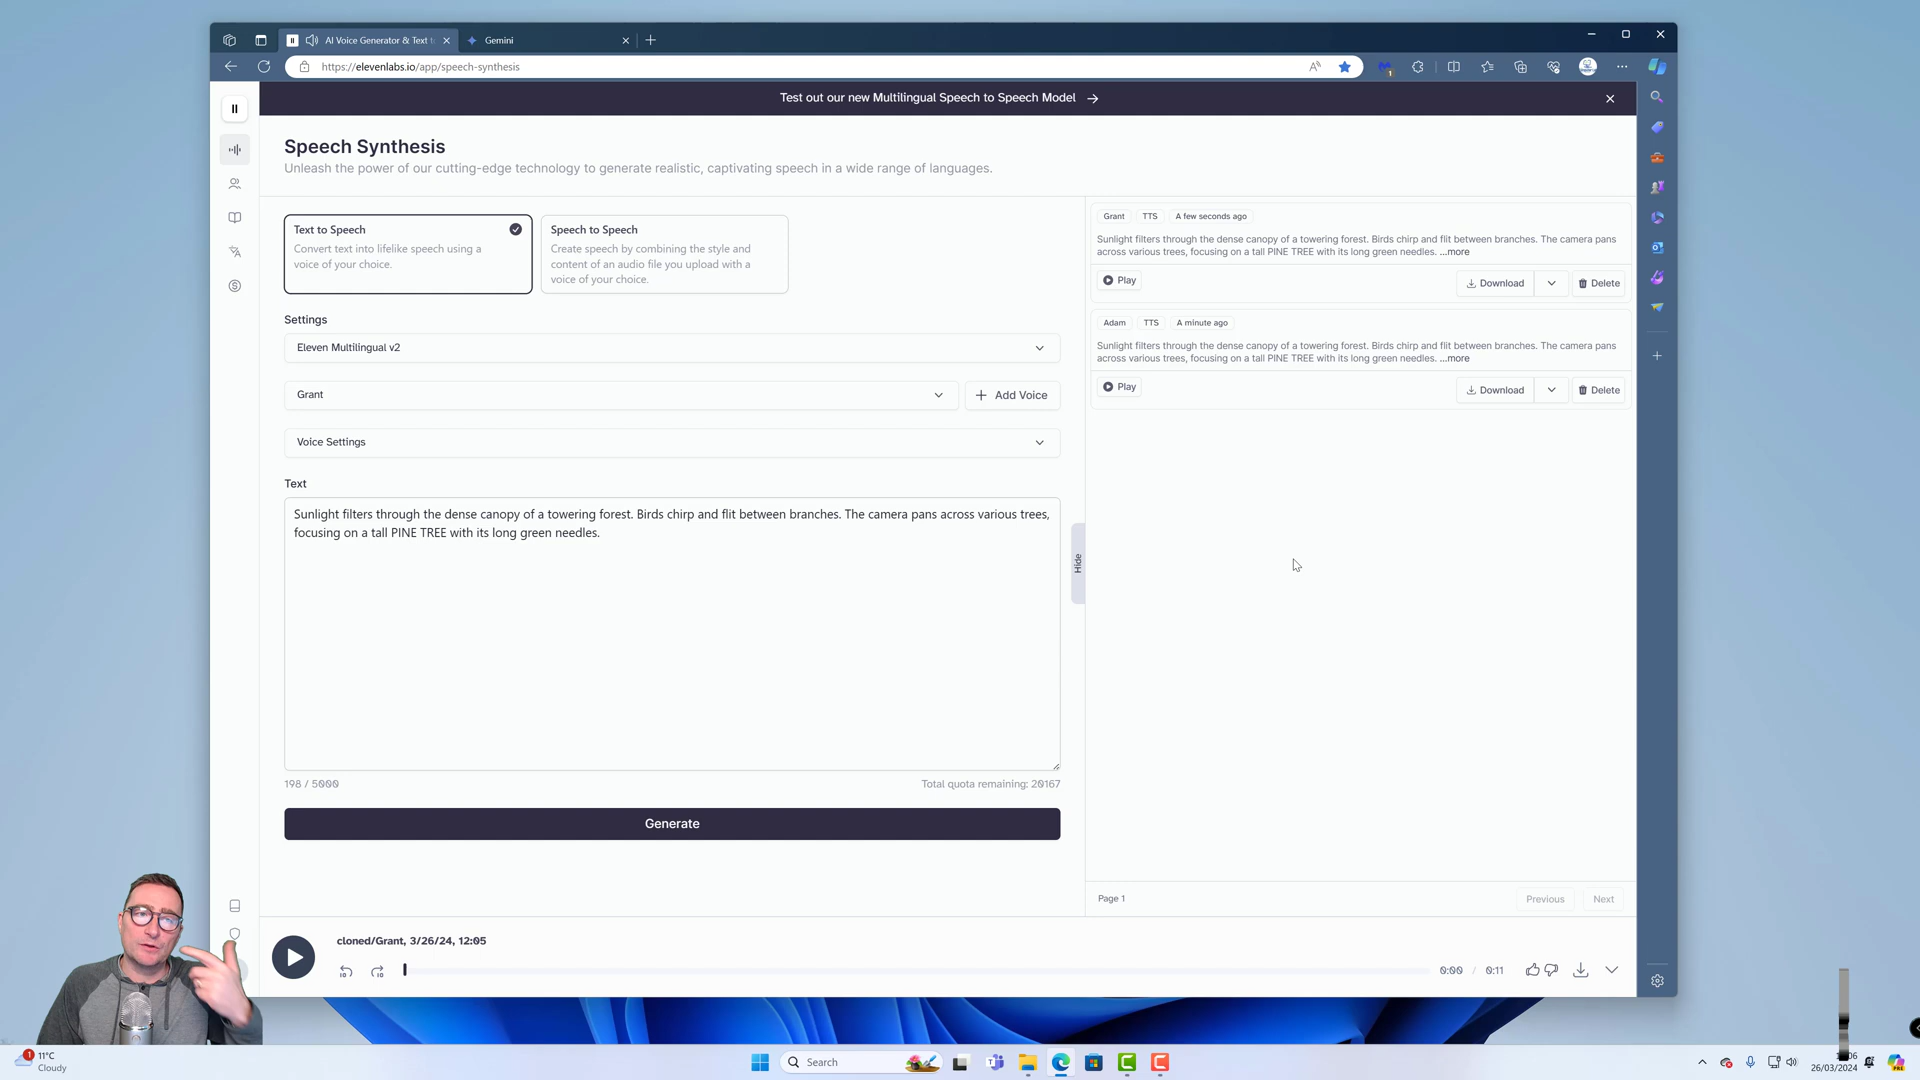 AI Voice Generator & Text t
Gemini
https://elevenlabs.io/app/speech-synthesis
Test out our new Multilingual Speech to Speech Model →
Speech Synthesis
Unleash the power of our cutting-edge technology to generate realistic, captivating speech in a wide range of languages.
Text to Speech
Convert text into lifelike speech using a
voice of your choice.
Speech to Speech
Create speech by combining the style and
content of an audio file you upload with a
voice of your choice.
Settings
Eleven Multilingual v2
Grant
+ Add Voice
Voice Settings
Text
Sunlight filters through the dense canopy of a towering forest. Birds chirp and flit between branches. The camera pans across various trees,
focusing on a tall PINE TREE with its long green needles.
198 / 5000
Total quota remaining: 20167
Generate
Hide
Grant TTS A few seconds ago
Sunlight filters through the dense canopy of a towering forest. Birds chirp and flit between branches. The camera pans
across various trees, focusing on a tall PINE TREE with its long green needles. ...more
Play
Download
Delete
Adam TTS A minute ago
Sunlight filters through the dense canopy of a towering forest. Birds chirp and flit between branches. The camera pans
across various trees, focusing on a tall PINE TREE with its long green needles. ...more
Play
Download
Delete
Page 1
Previous
Next
cloned/Grant, 3/26/24, 12:05
10
10
0:00 / 0:11
1
11°C
Cloudy
Search
26/03/2024
PRE